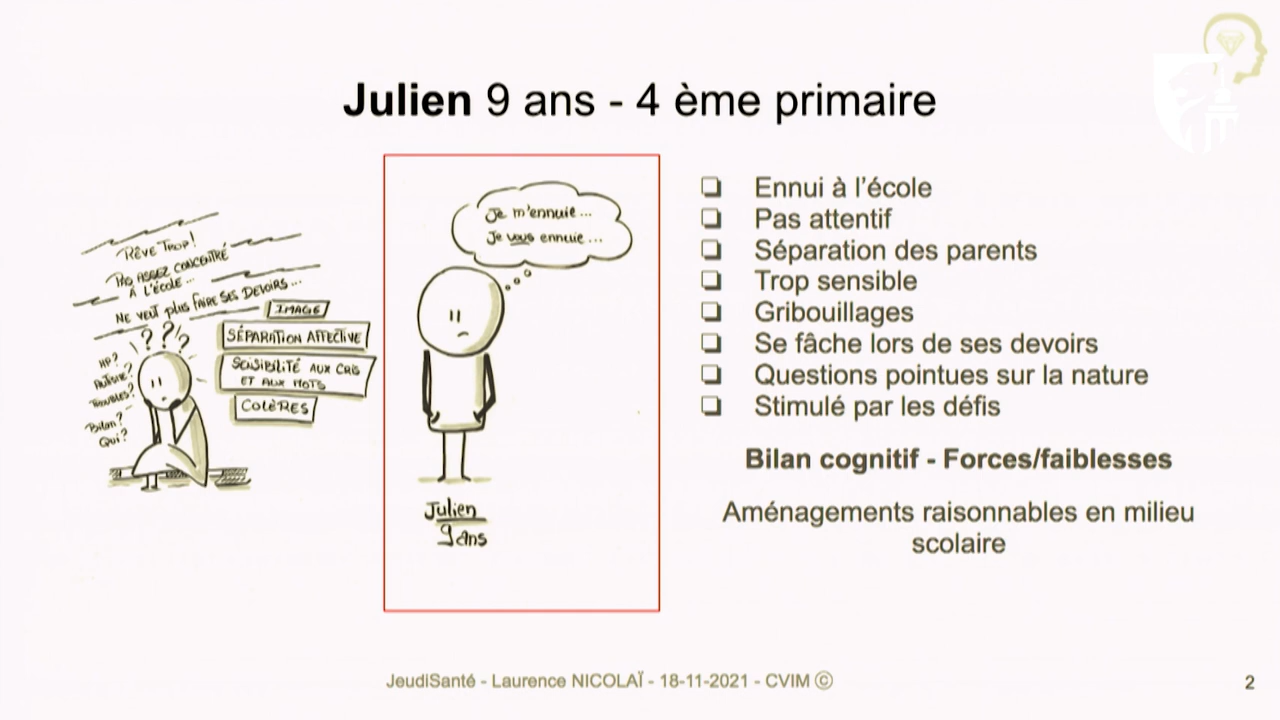 Julien 9 ans - 4 ème primaire
RÊVE TROP!
PAS ASSEZ CONCENTRÉ
À L'ÉCOLE...
NE VEUT PLUS FAIRE SES DEVOIRS...
IMAGE
???
SÉPARATION AFFECTIVE
SENSIBILITÉ AUX CRIS
ET AUX MOTS
COLÈRES
HP?
AUTISME?
TROUBLES?
Bilan?
Qui?
Je m'ennuie...
Je vous ennuie...
Julien
9 ans
Ennui à l'école
Pas attentif
Séparation des parents
Trop sensible
Gribouillages
Se fâche lors de ses devoirs
Questions pointues sur la nature
Stimulé par les défis
Bilan cognitif - Forces/faiblesses
Aménagements raisonnables en milieu
scolaire
JeudiSanté - Laurence NICOLAÏ - 18-11-2021 - CVIM ©
2